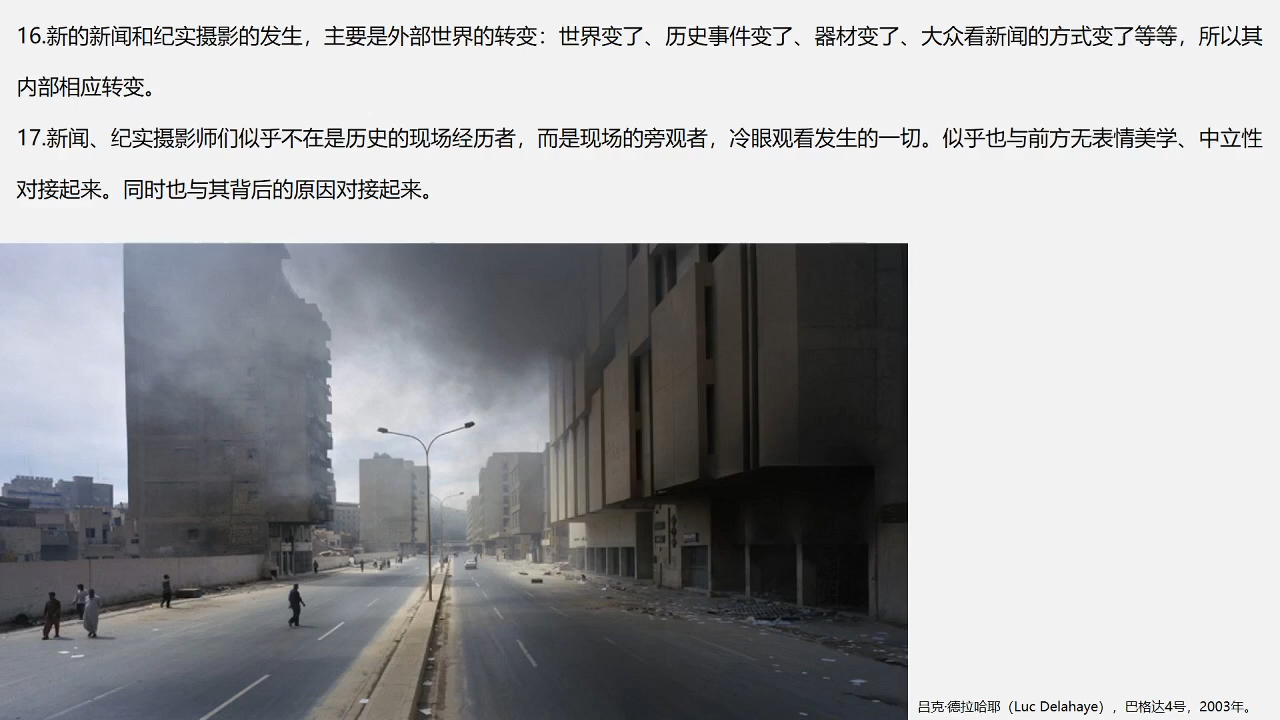 16.新的新闻和纪实摄影的发生，主要是外部世界的转变：世界变了、历史事件变了、器材变了、大众看新闻的方式变了等等，所以其
内部相应转变。
17.新闻、纪实摄影师们似乎不在是历史的现场经历者，而是现场的旁观者，冷眼观看发生的一切。似乎也与前方无表情美学、中立性
对接起来。同时也与其背后的原因对接起来。
吕克·德拉哈耶（Luc Delahaye），巴格达4号，2003年。